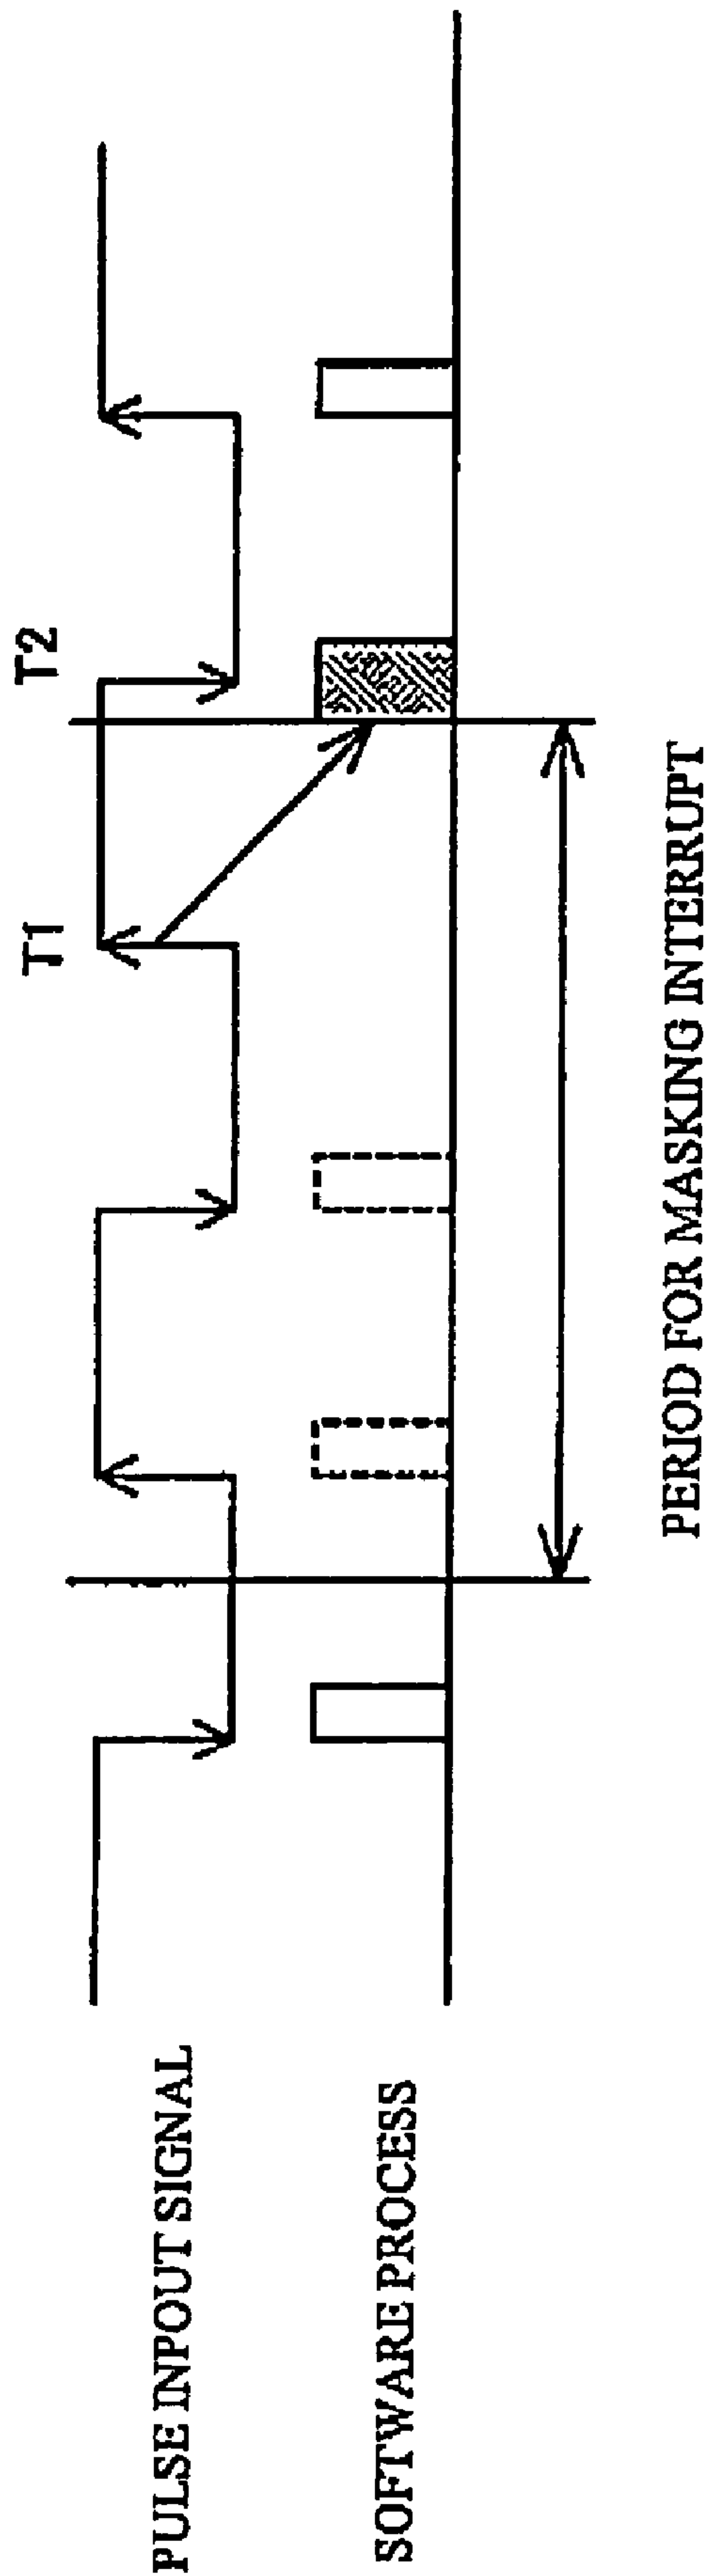 T1
T2
PULSE INPOUT SIGNAL
SOFTWARE PROCESS
PERIOD FOR MASKING INTERRUPT